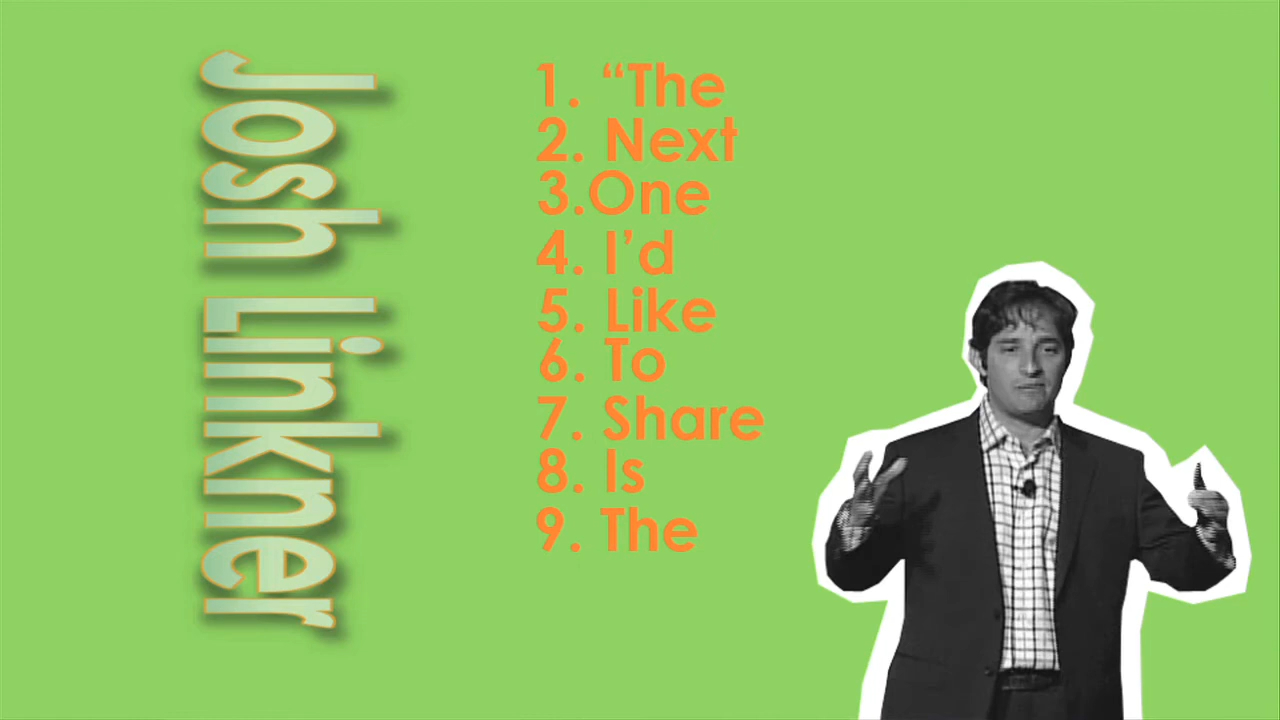 Josh Linkner
1. “The
2. Next
3.One
4. I’d
5. Like
6. To
7. Share
8. Is
9. The